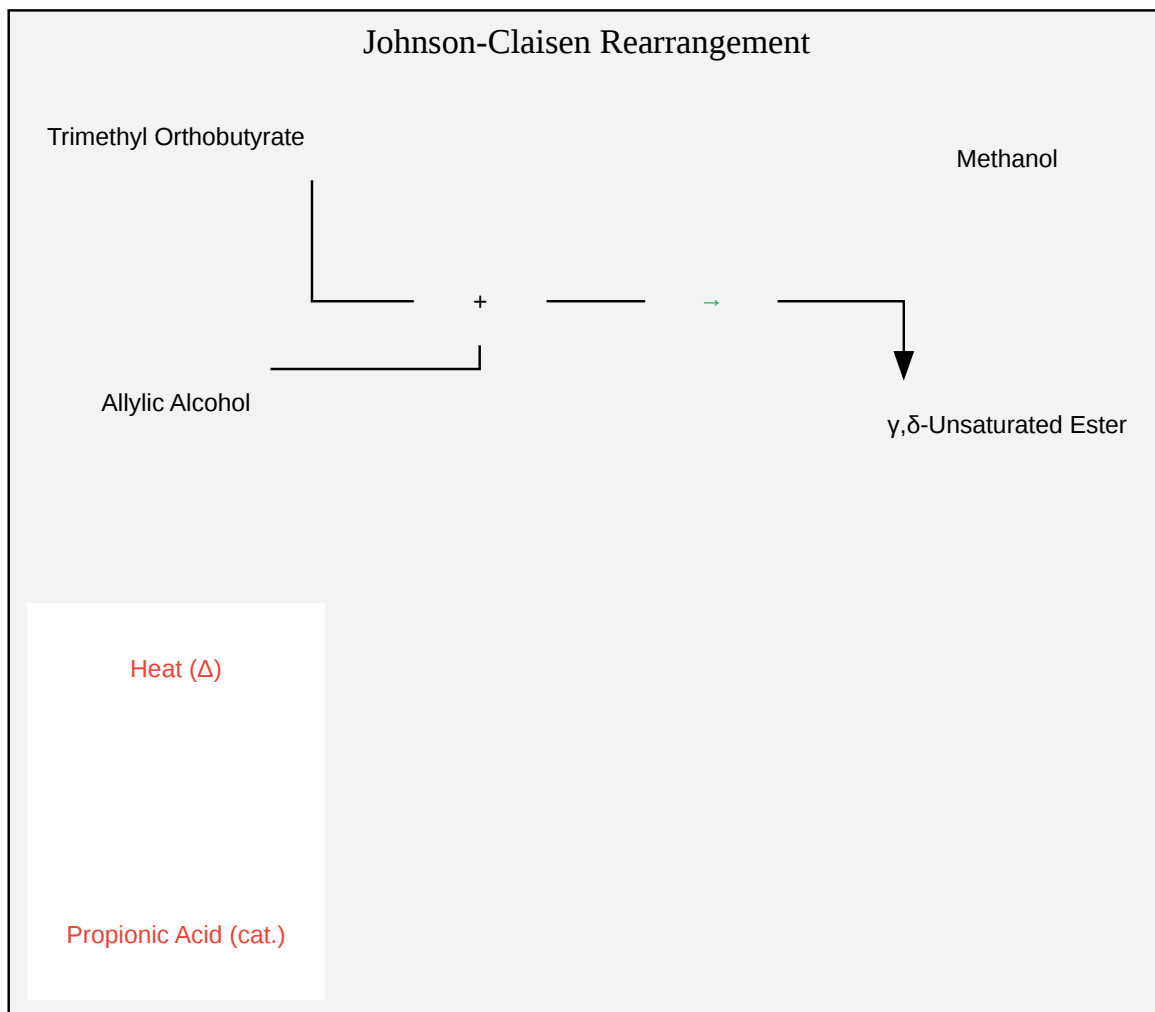 Johnson-Claisen Rearrangement
Trimethyl Orthobutyrate
Methanol
+
→
Allylic Alcohol
γ,δ-Unsaturated Ester
Heat (Δ)
Propionic Acid (cat.)